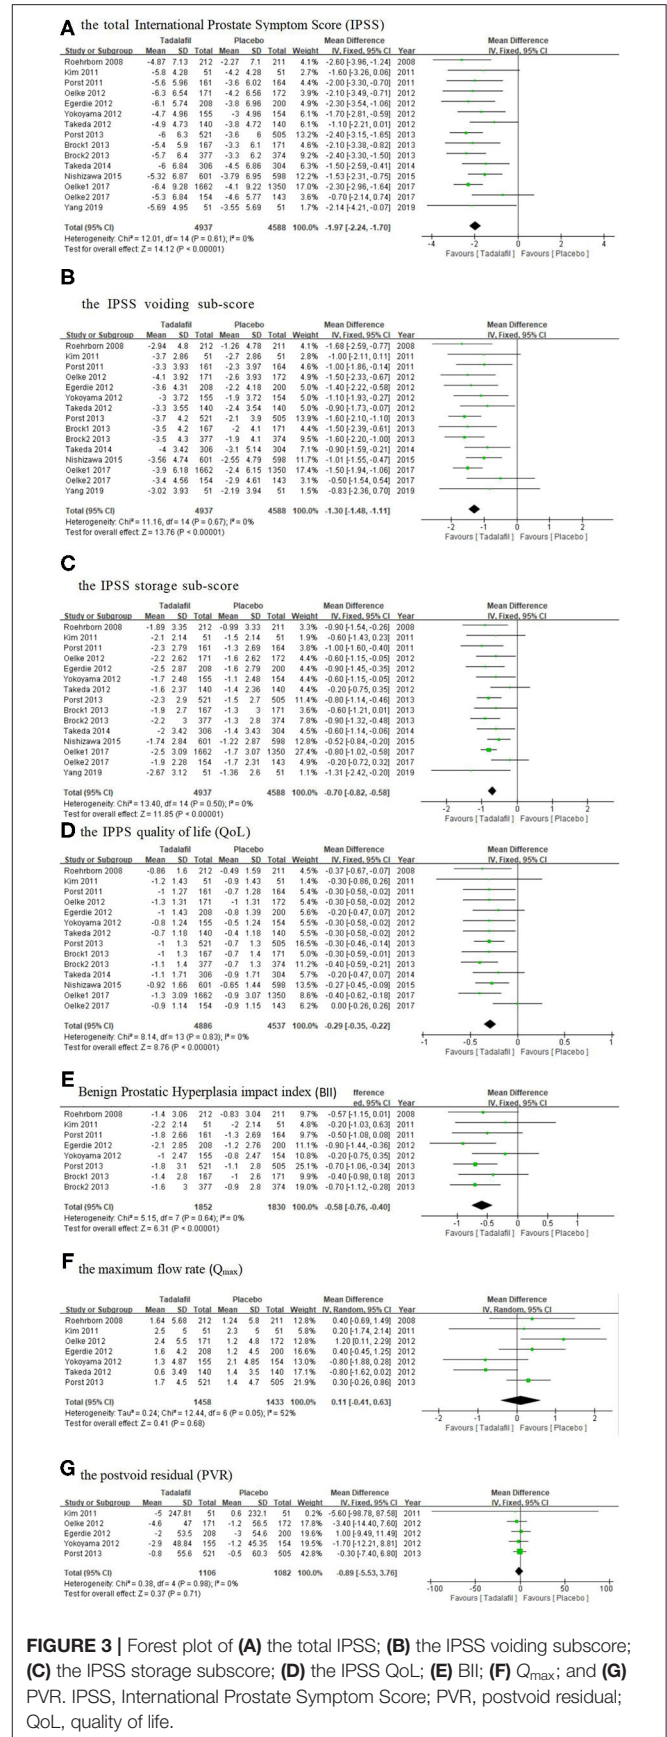 A the total International Prostate Symptom Score (IPSS)
Tadalafil Placebo Mean Difference Mean Difference
Study or Subgroup Mean SD Total Mean SD Total Weight IV, Fixed, 95% CI Year IV, Fixed, 95% CI
Roehrborn 2008 -4.87 7.13 212 -2.27 7.1 211 4.1% -2.60 [-3.96, -1.24] 2008
Kim 2011 -5.8 4.28 51 -4.2 4.28 51 2.7% -1.60 [-3.26, 0.06] 2011
Porst 2011 -5.6 5.96 161 -3.6 6.02 164 4.4% -2.00 [-3.30, -0.70] 2011
Oelke 2012 -6.3 6.54 171 -4.2 6.56 172 3.8% -2.10 [-3.49, -0.71] 2012
Egerdie 2012 -6.1 5.74 208 -3.8 6.96 200 4.8% -2.30 [-3.54, -1.06] 2012
Yokoyama 2012 -4.7 4.96 155 -3 4.96 154 6.1% -1.70 [-2.81, -0.59] 2012
Takeda 2012 -4.9 4.73 140 -3.8 4.72 140 6.1% -1.10 [-2.21, 0.01] 2012
Porst 2013 -6 6.3 521 -3.6 6 505 13.2% -2.40 [-3.15, -1.65] 2013
Brock1 2013 -5.4 5.9 167 -3.3 6.1 171 4.5% -2.10 [-3.38, -0.82] 2013
Brock2 2013 -5.7 6.4 377 -3.3 6.2 374 9.1% -2.40 [-3.30, -1.50] 2013
Takeda 2014 -6 6.84 306 -4.5 6.86 304 6.3% -1.50 [-2.59, -0.41] 2014
Nishizawa 2015 -5.32 6.87 601 -3.79 6.95 598 12.2% -1.53 [-2.31, -0.75] 2015
Oelke1 2017 -6.4 9.28 1662 -4.1 9.22 1350 17.1% -2.30 [-2.96, -1.64] 2017
Oelke2 2017 -5.3 6.84 154 -4.6 5.77 143 3.6% -0.70 [-2.14, 0.74] 2017
Yang 2019 -5.69 4.95 51 -3.55 5.69 51 1.7% -2.14 [-4.21, -0.07] 2019
Total (95% CI) 4937 4588 100.0% -1.97 [-2.24, -1.70]
Heterogeneity: Chi² = 12.01, df = 14 (P = 0.61); I² = 0%
Test for overall effect: Z = 14.12 (P < 0.00001)
-4 -2 0 2 4
Favours [ Tadalafil ] Favours [ Placebo ]
B
the IPSS voiding sub-score
Tadalafil Placebo Mean Difference Mean Difference
Study or Subgroup Mean SD Total Mean SD Total Weight IV, Fixed, 95% CI Year IV, Fixed, 95% CI
Roehrborn 2008 -2.94 4.8 212 -1.26 4.78 211 4.1% -1.68 [-2.59, -0.77] 2008
Kim 2011 -3.7 2.86 51 -2.7 2.86 51 2.8% -1.00 [-2.11, 0.11] 2011
Porst 2011 -3.3 3.93 161 -2.3 3.97 164 4.6% -1.00 [-1.86, -0.14] 2011
Oelke 2012 -4.1 3.92 171 -2.6 3.93 172 4.9% -1.50 [-2.33, -0.67] 2012
Egerdie 2012 -3.6 4.31 208 -2.2 4.18 200 5.0% -1.40 [-2.22, -0.58] 2012
Yokoyama 2012 -3 3.72 155 -1.9 3.72 154 5.0% -1.10 [-1.93, -0.27] 2012
Takeda 2012 -3.3 3.55 140 -2.4 3.54 140 5.0% -0.90 [-1.73, -0.07] 2012
Porst 2013 -3.7 4.2 521 -2.1 3.9 505 14.0% -1.60 [-2.10, -1.10] 2013
Brock1 2013 -3.5 4.2 167 -2 4.1 171 4.4% -1.50 [-2.39, -0.61] 2013
Brock2 2013 -3.5 4.3 377 -1.9 4.1 374 9.5% -1.60 [-2.20, -1.00] 2013
Takeda 2014 -4 3.42 306 -3.1 5.14 304 7.1% -0.90 [-1.59, -0.21] 2014
Nishizawa 2015 -3.56 4.74 601 -2.55 4.79 598 11.9% -1.01 [-1.55, -0.47] 2015
Oelke1 2017 -3.9 6.18 1662 -2.4 6.15 1350 17.4% -1.50 [-1.94, -1.06] 2017
Oelke2 2017 -3.4 4.56 154 -2.9 4.61 143 3.2% -0.50 [-1.54, 0.54] 2017
Yang 2019 -3.02 3.93 51 -2.19 3.94 51 1.5% -0.83 [-2.36, 0.70] 2019
Total (95% CI) 4937 4588 100.0% -1.30 [-1.48, -1.11]
Heterogeneity: Chi² = 11.16, df = 14 (P = 0.67); I² = 0%
Test for overall effect: Z = 13.76 (P < 0.00001)
-2 -1 0 1 2
Favours [ Tadalafil ] Favours [ Placebo ]
C
the IPSS storage sub-score
Tadalafil Placebo Mean Difference Mean Difference
Study or Subgroup Mean SD Total Mean SD Total Weight IV, Fixed, 95% CI Year IV, Fixed, 95% CI
Roehrborn 2008 -1.89 3.35 212 -0.99 3.33 211 3.3% -0.90 [-1.54, -0.26] 2008
Kim 2011 -2.1 2.14 51 -1.5 2.14 51 1.9% -0.60 [-1.43, 0.23] 2011
Porst 2011 -2.3 2.79 161 -1.3 2.69 164 3.8% -1.00 [-1.60, -0.40] 2011
Oelke 2012 -2.2 2.62 171 -1.6 2.62 172 4.4% -0.60 [-1.15, -0.05] 2012
Egerdie 2012 -2.5 2.87 208 -1.6 2.79 200 4.5% -0.90 [-1.45, -0.35] 2012
Yokoyama 2012 -1.7 2.48 155 -1.1 2.48 154 4.4% -0.60 [-1.15, -0.05] 2012
Takeda 2012 -1.6 2.37 140 -1.4 2.36 140 4.4% -0.20 [-0.75, 0.35] 2012
Porst 2013 -2.3 2.9 521 -1.5 2.7 505 11.5% -0.80 [-1.14, -0.46] 2013
Brock1 2013 -1.9 2.7 167 -1.3 3 171 3.6% -0.60 [-1.21, 0.01] 2013
Brock2 2013 -2.2 3 377 -1.3 2.8 374 7.9% -0.90 [-1.32, -0.48] 2013
Takeda 2014 -2 3.42 306 -1.4 3.43 304 4.6% -0.60 [-1.14, -0.06] 2014
Nishizawa 2015 -1.74 2.84 601 -1.22 2.87 598 12.8% -0.52 [-0.84, -0.20] 2015
Oelke1 2017 -2.5 3.09 1662 -1.7 3.07 1350 27.4% -0.80 [-1.02, -0.58] 2017
Oelke2 2017 -1.9 2.28 154 -1.7 2.31 143 4.9% -0.20 [-0.72, 0.32] 2017
Yang 2019 -2.67 3.12 51 -1.36 2.6 51 1.1% -1.31 [-2.42, -0.20] 2019
Total (95% CI) 4937 4588 100.0% -0.70 [-0.82, -0.58]
Heterogeneity: Chi² = 13.40, df = 14 (P = 0.50); I² = 0%
Test for overall effect: Z = 11.85 (P < 0.00001)
-2 -1 0 1 2
Favours [ Tadalafil ] Favours [ Placebo ]
D the IPPS quality of life (QoL)
Tadalafil Placebo Mean Difference Mean Difference
Study or Subgroup Mean SD Total Mean SD Total Weight IV, Fixed, 95% CI Year IV, Fixed, 95% CI
Roehrborn 2008 -0.86 1.6 212 -0.49 1.59 211 4.5% -0.37 [-0.67, -0.07] 2008
Kim 2011 -1.2 1.43 51 -0.9 1.43 51 1.3% -0.30 [-0.86, 0.26] 2011
Porst 2011 -1 1.27 161 -0.7 1.28 164 5.4% -0.30 [-0.58, -0.02] 2011
Oelke 2012 -1.3 1.31 171 -1 1.31 172 5.4% -0.30 [-0.58, -0.02] 2012
Egerdie 2012 -1 1.43 208 -0.8 1.39 200 5.6% -0.20 [-0.47, 0.07] 2012
Yokoyama 2012 -0.8 1.24 155 -0.5 1.24 154 5.4% -0.30 [-0.58, -0.02] 2012
Takeda 2012 -0.7 1.18 140 -0.4 1.18 140 5.4% -0.30 [-0.58, -0.02] 2012
Porst 2013 -1 1.3 521 -0.7 1.3 505 16.4% -0.30 [-0.46, -0.14] 2013
Brock1 2013 -1 1.3 167 -0.7 1.4 171 4.9% -0.30 [-0.59, -0.01] 2013
Brock2 2013 -1.1 1.4 377 -0.7 1.3 374 11.2% -0.40 [-0.59, -0.21] 2013
Takeda 2014 -1.1 1.71 306 -0.9 1.71 304 5.6% -0.20 [-0.47, 0.07] 2014
Nishizawa 2015 -0.92 1.66 601 -0.65 1.44 598 13.6% -0.27 [-0.45, -0.09] 2015
Oelke1 2017 -1.3 3.09 1662 -0.9 3.07 1350 8.6% -0.40 [-0.62, -0.18] 2017
Oelke2 2017 -0.9 1.14 154 -0.9 1.15 143 6.2% 0.00 [-0.26, 0.26] 2017
Total (95% CI) 4886 4537 100.0% -0.29 [-0.35, -0.22]
Heterogeneity: Chi² = 8.14, df = 13 (P = 0.83); I² = 0%
Test for overall effect: Z = 8.76 (P < 0.00001)
-1 -0.5 0 0.5 1
Favours [ Tadalafil ] Favours [ Placebo ]
E Benign Prostatic Hyperplasia impact index (BII) fference Mean Difference
ed, 95% CI IV, Fixed, 95% CI
Roehrborn 2008 -1.4 3.06 212 -0.83 3.04 211 9.7% -0.57 [-1.15, 0.01] 2008
Kim 2011 -2.2 2.14 51 -2 2.14 51 4.7% -0.20 [-1.03, 0.63] 2011
Porst 2011 -1.8 2.66 161 -1.3 2.69 164 9.6% -0.50 [-1.08, 0.08] 2011
Egerdie 2012 -2.1 2.85 208 -1.2 2.76 200 11.1% -0.90 [-1.44, -0.36] 2012
Yokoyama 2012 -1 2.47 155 -0.8 2.47 154 10.9% -0.20 [-0.75, 0.35] 2012
Porst 2013 -1.8 3.1 521 -1.1 2.8 505 25.3% -0.70 [-1.06, -0.34] 2013
Brock1 2013 -1.4 2.8 167 -1 2.6 171 9.8% -0.40 [-0.98, 0.18] 2013
Brock2 2013 -1.6 3 377 -0.9 2.8 374 19.0% -0.70 [-1.12, -0.28] 2013
Total (95% CI) 1852 1830 100.0% -0.58 [-0.76, -0.40]
Heterogeneity: Chi² = 5.15, df = 7 (P = 0.64); I² = 0%
Test for overall effect: Z = 6.31 (P < 0.00001)
-1 -0.5 0 0.5 1
Favours [ Tadalafil ] Favours [ Placebo ]
F the maximum flow rate (Qmax)
Tadalafil Placebo Mean Difference Mean Difference
Study or Subgroup Mean SD Total Mean SD Total Weight IV, Random, 95% CI Year IV, Random, 95% CI
Roehrborn 2008 1.64 5.68 212 1.24 5.8 211 12.8% 0.40 [-0.69, 1.49] 2008
Kim 2011 2.5 5 51 2.3 5 51 5.8% 0.20 [-1.74, 2.14] 2011
Oelke 2012 2.4 5.5 171 1.2 4.8 172 12.8% 1.20 [0.11, 2.29] 2012
Egerdie 2012 1.6 4.2 208 1.2 4.5 200 16.6% 0.40 [-0.45, 1.25] 2012
Yokoyama 2012 1.3 4.87 155 2.1 4.85 154 13.0% -0.80 [-1.88, 0.28] 2012
Takeda 2012 0.6 3.49 140 1.4 3.5 140 17.1% -0.80 [-1.62, 0.02] 2012
Porst 2013 1.7 4.5 521 1.4 4.7 505 21.9% 0.30 [-0.26, 0.86] 2013
Total (95% CI) 1458 1433 100.0% 0.11 [-0.41, 0.63]
Heterogeneity: Tau² = 0.24; Chi² = 12.44, df = 6 (P = 0.05); I² = 52%
Test for overall effect: Z = 0.41 (P = 0.68)
-2 -1 0 1 2
Favours [ Tadalafil ] Favours [ Placebo ]
G the postvoid residual (PVR)
Tadalafil Placebo Mean Difference Mean Difference
Study or Subgroup Mean SD Total Mean SD Total Weight IV, Fixed, 95% CI Year IV, Fixed, 95% CI
Kim 2011 -5 247.81 51 0.6 232.1 51 0.2% -5.60 [-98.78, 87.58] 2011
Oelke 2012 -4.6 47 171 -1.2 56.5 172 17.8% -3.40 [-14.40, 7.60] 2012
Egerdie 2012 -2 53.5 208 -3 54.6 200 19.6% 1.00 [-9.49, 11.49] 2012
Yokoyama 2012 -2.9 48.84 155 -1.2 45.35 154 19.5% -1.70 [-12.21, 8.81] 2012
Porst 2013 -0.8 55.6 521 -0.5 60.3 505 42.9% -0.30 [-7.40, 6.80] 2013
Total (95% CI) 1106 1082 100.0% -0.89 [-5.53, 3.76]
Heterogeneity: Chi² = 0.38, df = 4 (P = 0.98); I² = 0%
Test for overall effect: Z = 0.37 (P = 0.71)
-100 -50 0 50 100
Favours [ Tadalafil ] Favours [ Placebo ]
FIGURE 3 | Forest plot of (A) the total IPSS; (B) the IPSS voiding subscore;
(C) the IPSS storage subscore; (D) the IPSS QoL; (E) BII; (F) Qmax; and (G)
PVR. IPSS, International Prostate Symptom Score; PVR, postvoid residual;
QoL, quality of life.